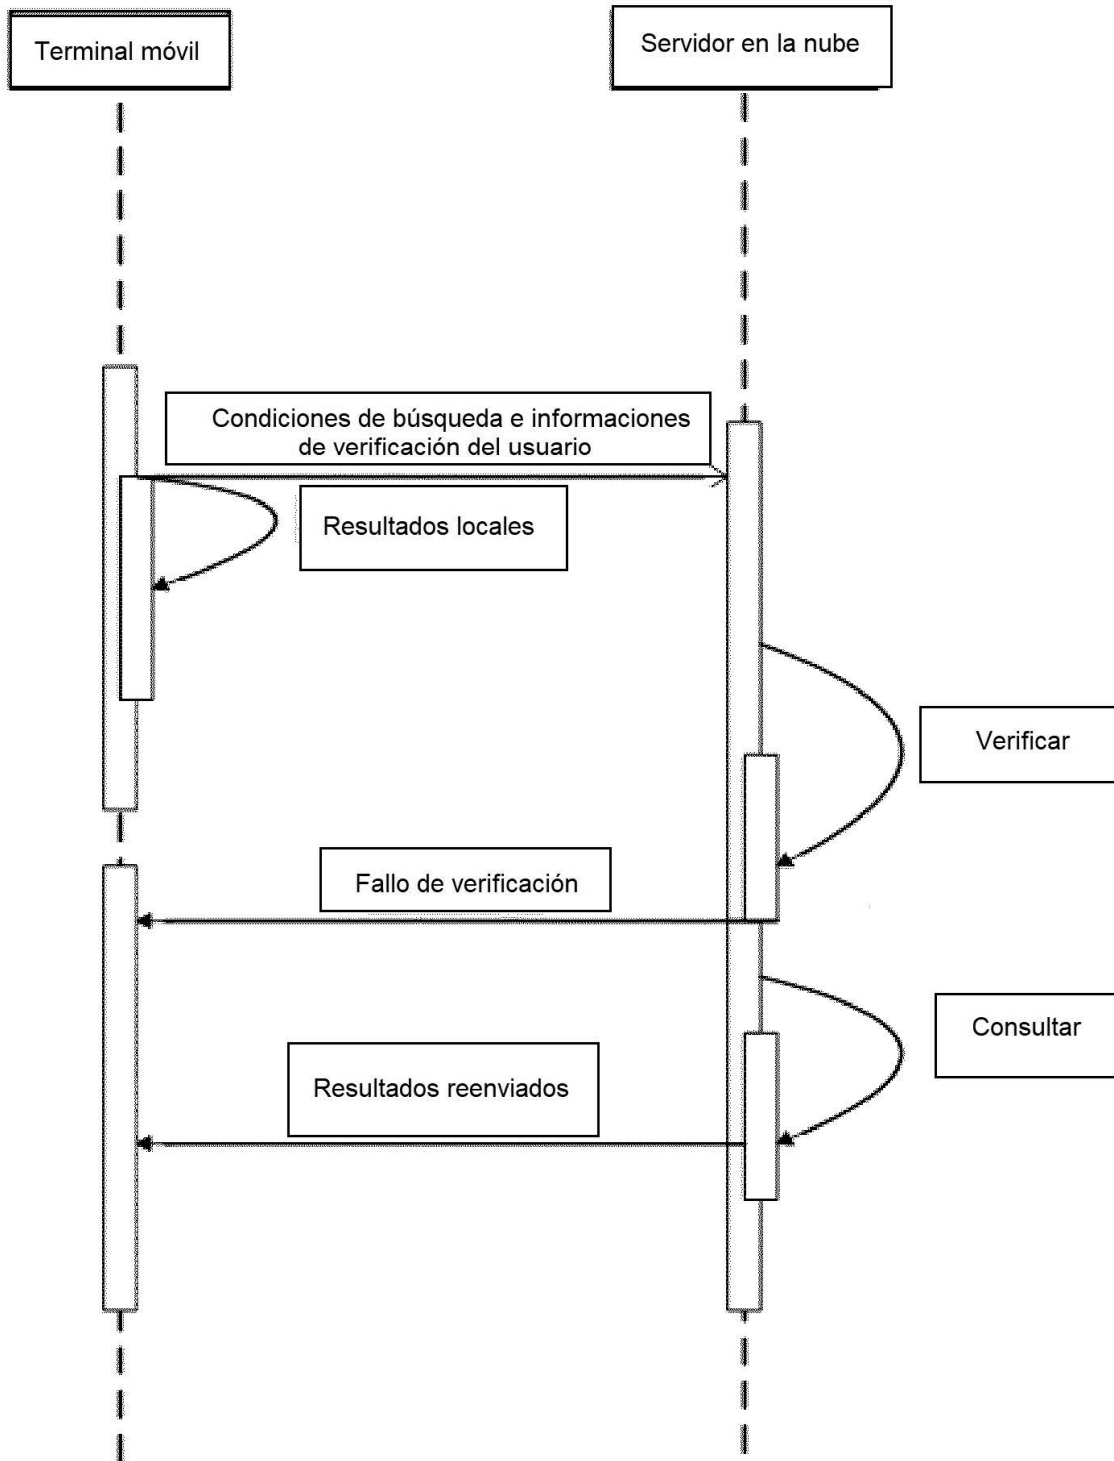 Terminal móvil
Servidor en la nube
Condiciones de búsqueda e informaciones
de verificación del usuario
Resultados locales
Verificar
Fallo de verificación
Consultar
Resultados reenviados